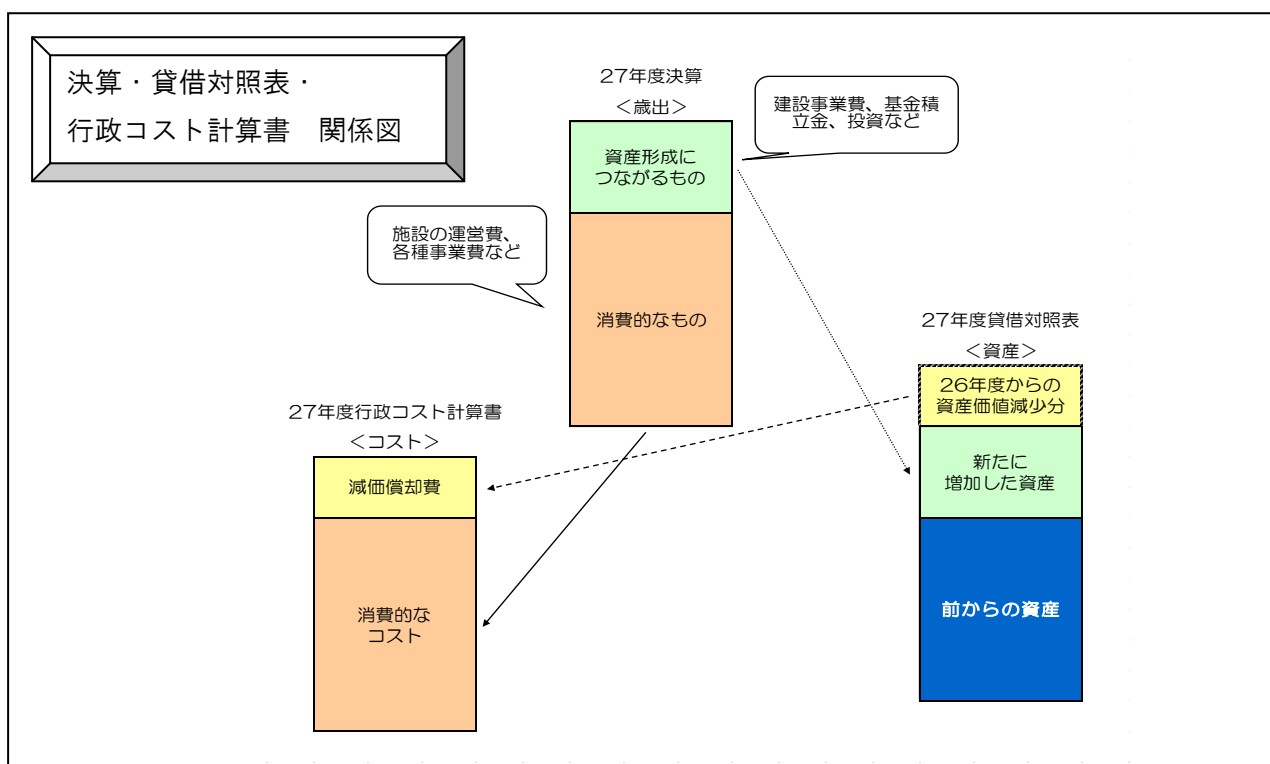 決算・貸借対照表・
行政コスト計算書　関係図
27年度決算
＜歳出＞
建設事業費、基金積
立金、投資など
資産形成に
つながるもの
施設の運営費、
各種事業費など
消費的なもの
27年度貸借対照表
＜資産＞
26年度からの
資産価値減少分
新たに
増加した資産
前からの資産
27年度行政コスト計算書
＜コスト＞
減価償却費
消費的な
コスト